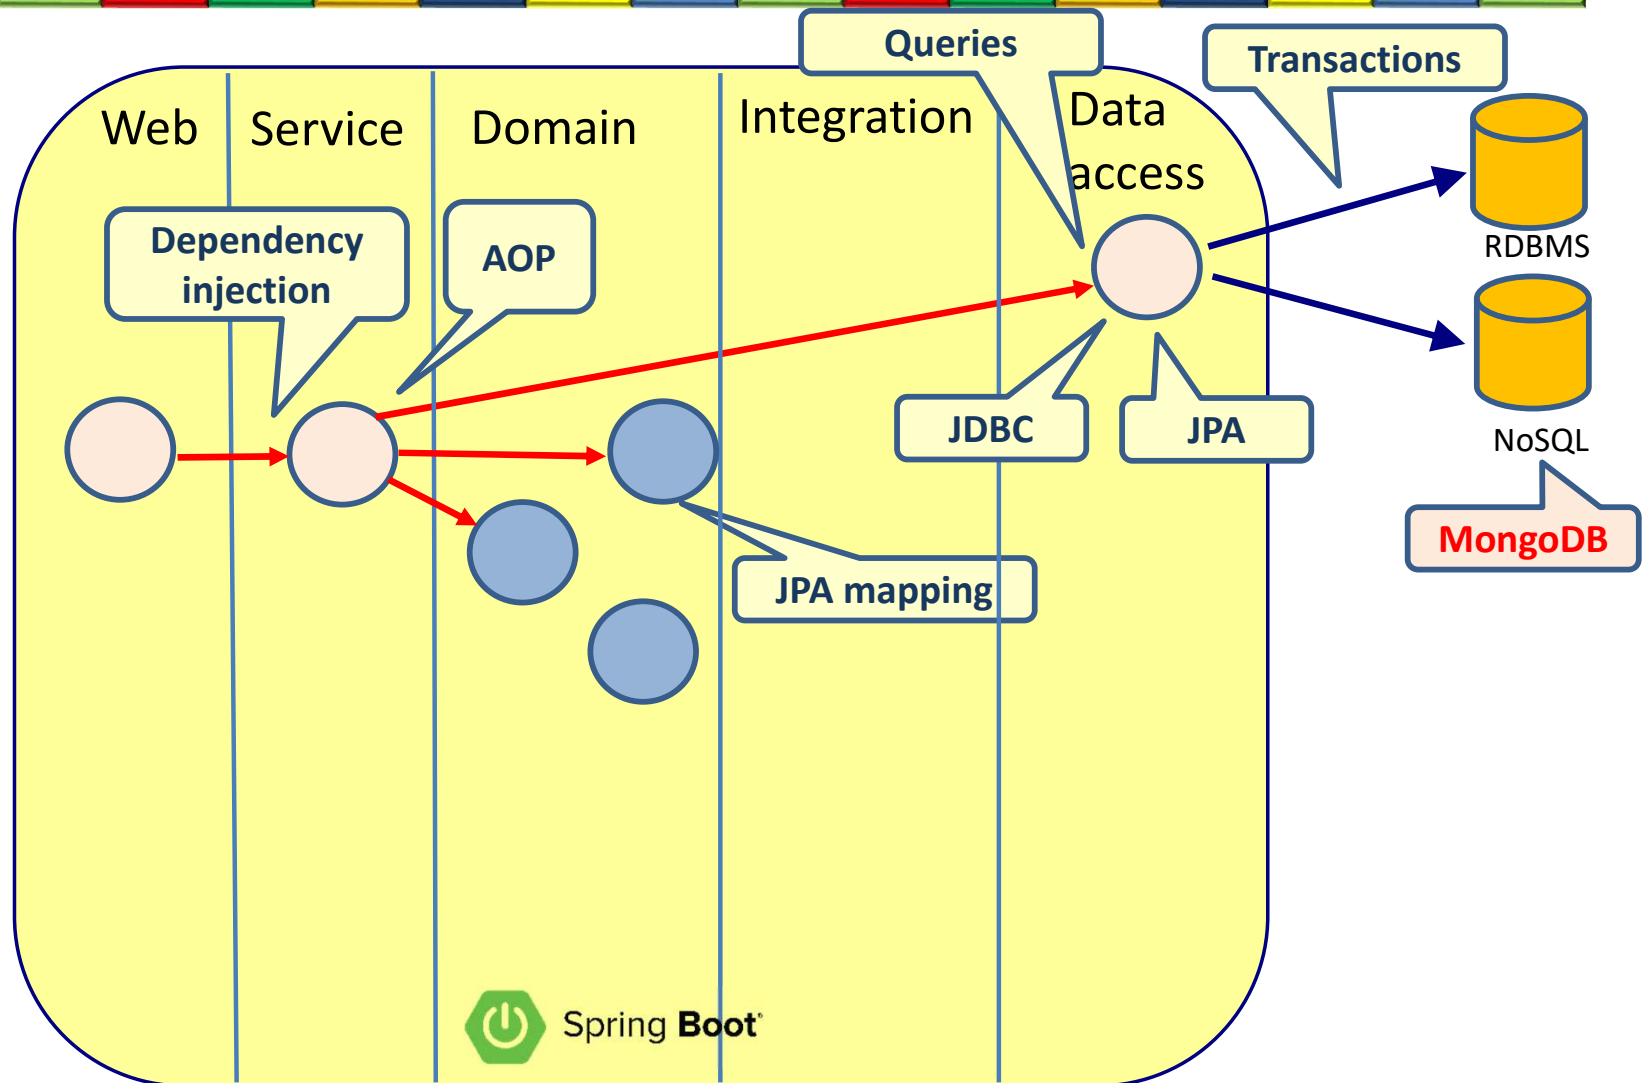 Queries
Transactions
Web
Service
Domain
Integration
Data
access
Dependency
injection
AOP
RDBMS
JDBC
JPA
NoSQL
MongoDB
JPA mapping
Spring Boot